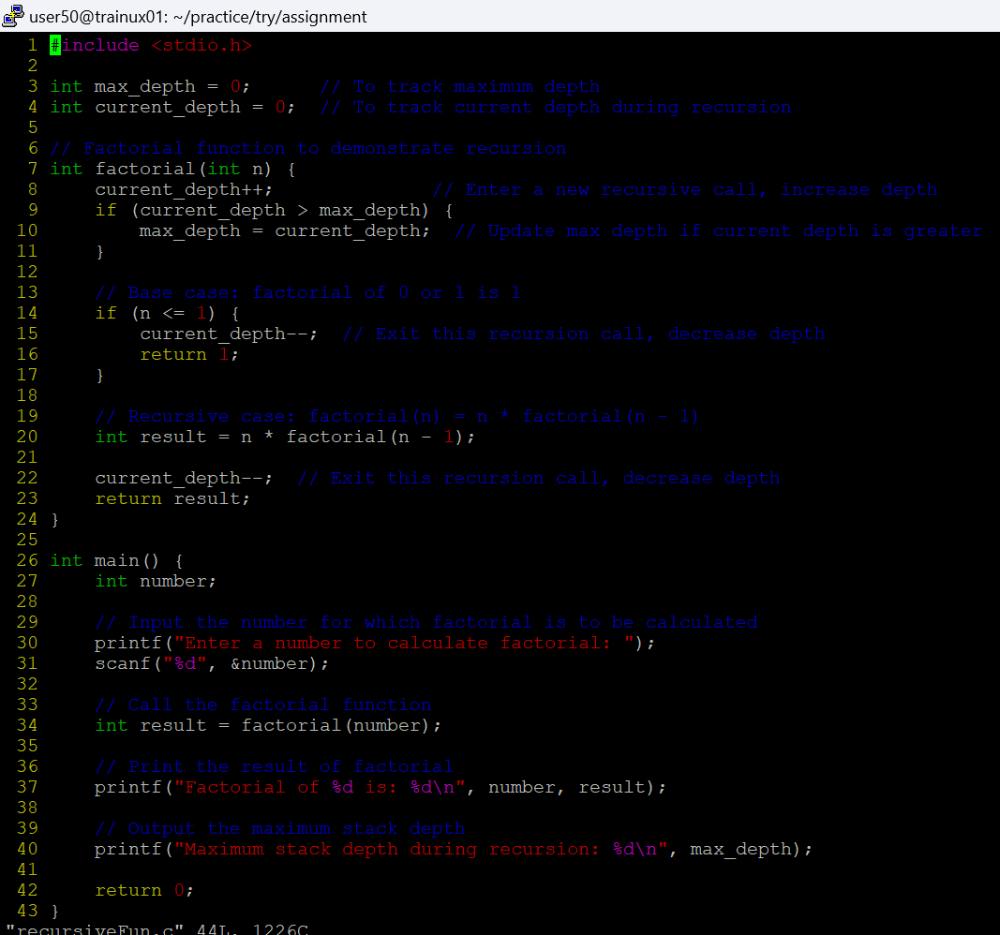 user50@trainux01: ~/practice/try/assignment
1 #include <stdio.h>
2
3 int max_depth = 0;      // To track maximum depth
4 int current_depth = 0;  // To track current depth during recursion
5
6 // Factorial function to demonstrate recursion
7 int factorial(int n) {
8     current_depth++;              // Enter a new recursive call, increase depth
9     if (current_depth > max_depth) {
10         max_depth = current_depth;  // Update max depth if current depth is greater
11     }
12
13     // Base case: factorial of 0 or 1 is 1
14     if (n <= 1) {
15         current_depth--;  // Exit this recursion call, decrease depth
16         return 1;
17     }
18
19     // Recursive case: factorial(n) = n * factorial(n - 1)
20     int result = n * factorial(n - 1);
21
22     current_depth--;  // Exit this recursion call, decrease depth
23     return result;
24 }
25
26 int main() {
27     int number;
28
29     // Input the number for which factorial is to be calculated
30     printf("Enter a number to calculate factorial: ");
31     scanf("%d", &number);
32
33     // Call the factorial function
34     int result = factorial(number);
35
36     // Print the result of factorial
37     printf("Factorial of %d is: %d\n", number, result);
38
39     // Output the maximum stack depth
40     printf("Maximum stack depth during recursion: %d\n", max_depth);
41
42     return 0;
43 }
"recursiveFun.c" 44L, 1226C